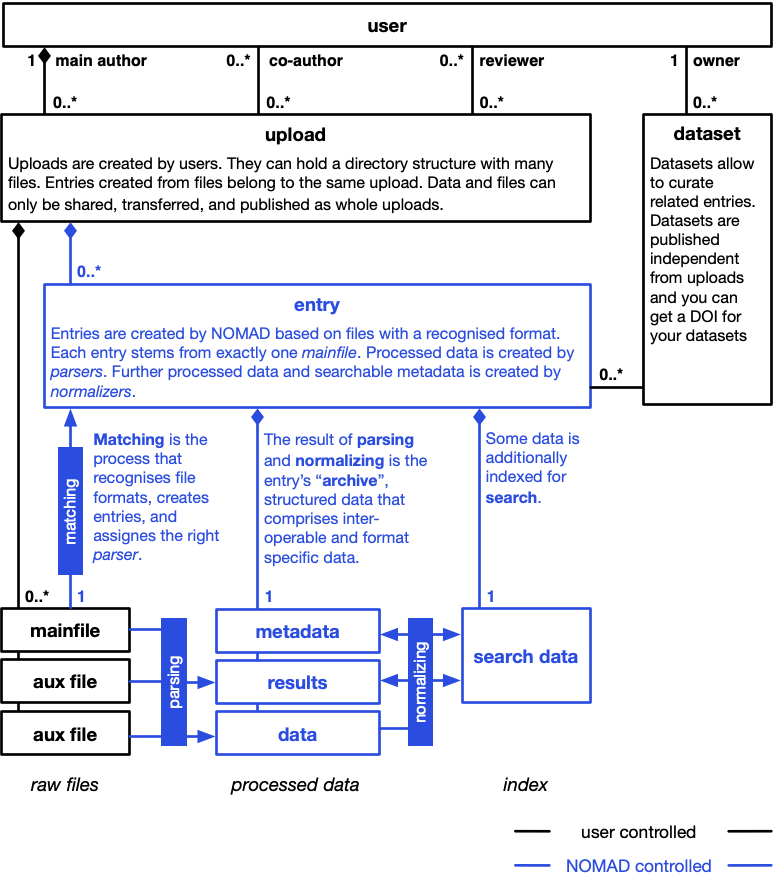 user
1 main author 0..* co-author 0..* reviewer 1 owner
0..* 0..* 0..* 0..*
upload
Uploads are created by users. They can hold a directory structure with many
files. Entries created from files belong to the same upload. Data and files can
only be shared, transferred, and published as whole uploads.
dataset
Datasets allow
to curate
related entries.
Datasets are
published
independent
from uploads
and you can
get a DOI for
your datasets
0..*
entry
Entries are created by NOMAD based on files with a recognised format.
Each entry stems from exactly one mainfile. Processed data is created by
parsers. Further processed data and searchable metadata is created by
normalizers.
0..*
matching
Matching is the
process that
recognises file
formats, creates
entries, and
assignes the right
parser.
The result of parsing
and normalizing is the
entry's “archive”,
structured data that
comprises inter-
operable and format
specific data.
Some data is
additionally
indexed for
search.
0..* 1 1 1
mainfile
aux file
aux file
parsing
metadata
results
data
normalizing
search data
raw files processed data index
user controlled
NOMAD controlled